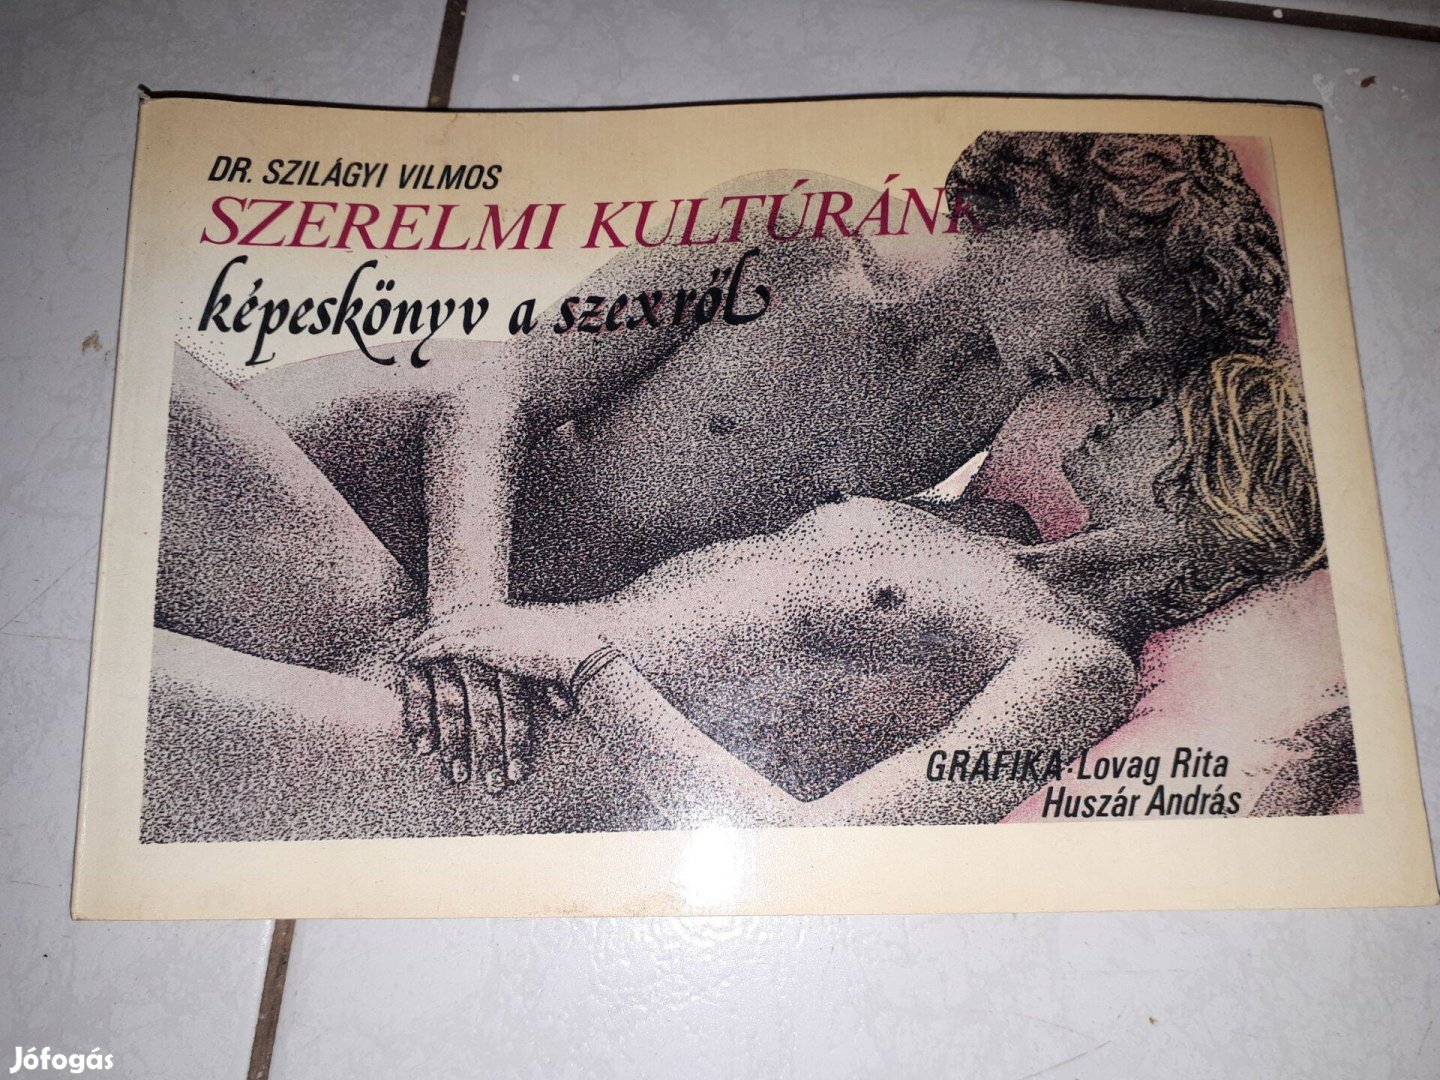 DR. SZILÁGYI VILMOS
SZERELMI KULTÚRÁNK
képeskönyv a szexről
GRAFIKA: Lovag Rita
Huszár András
Jófogás